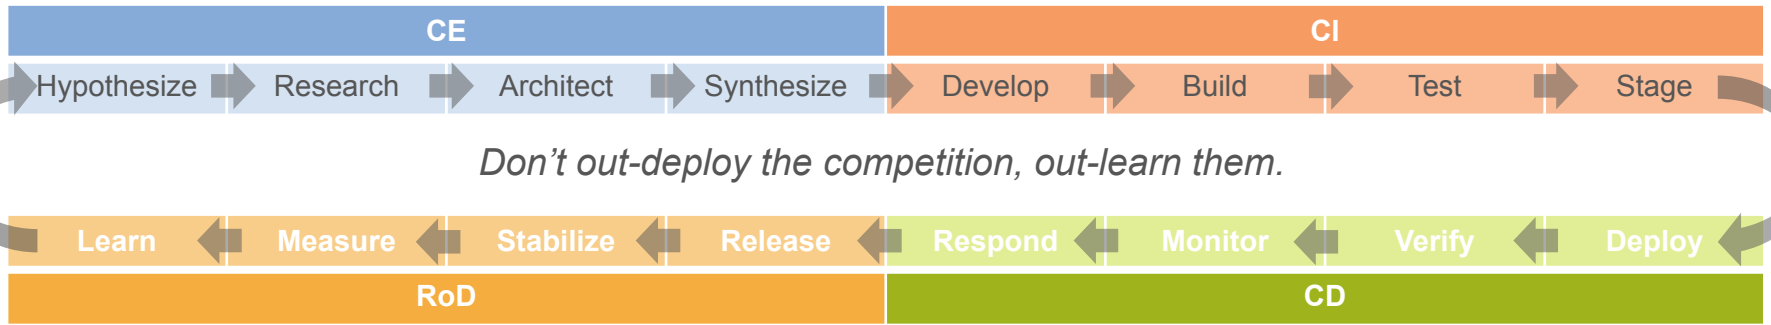 CE CI
Hypothesize Research Architect Synthesize Develop Build Test Stage
Don’t out-deploy the competition, out-learn them.
Learn Measure Stabilize Release Respond Monitor Verify Deploy
RoD CD